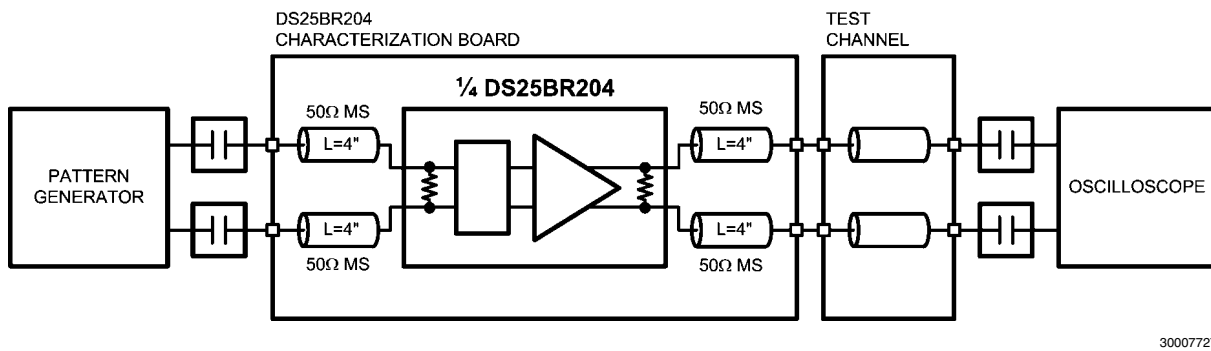 DS25BR204
CHARACTERIZATION BOARD
TEST
CHANNEL
¼ DS25BR204
50Ω MS
50Ω MS
L=4"
L=4"
PATTERN
GENERATOR
OSCILLOSCOPE
L=4"
L=4"
50Ω MS
50Ω MS